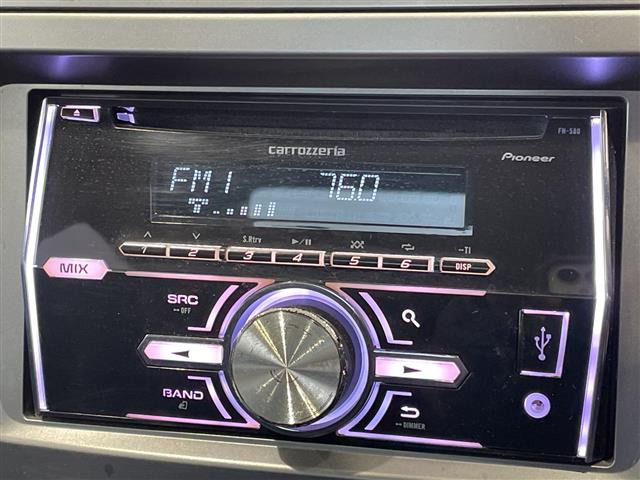 FH-580
carrozzeria
Pioneer
FM1 76.0
S.Rtrv -TI
1 2 3 4 5 6 DISP
MIX
SRC
OFF
BAND
DIMMER